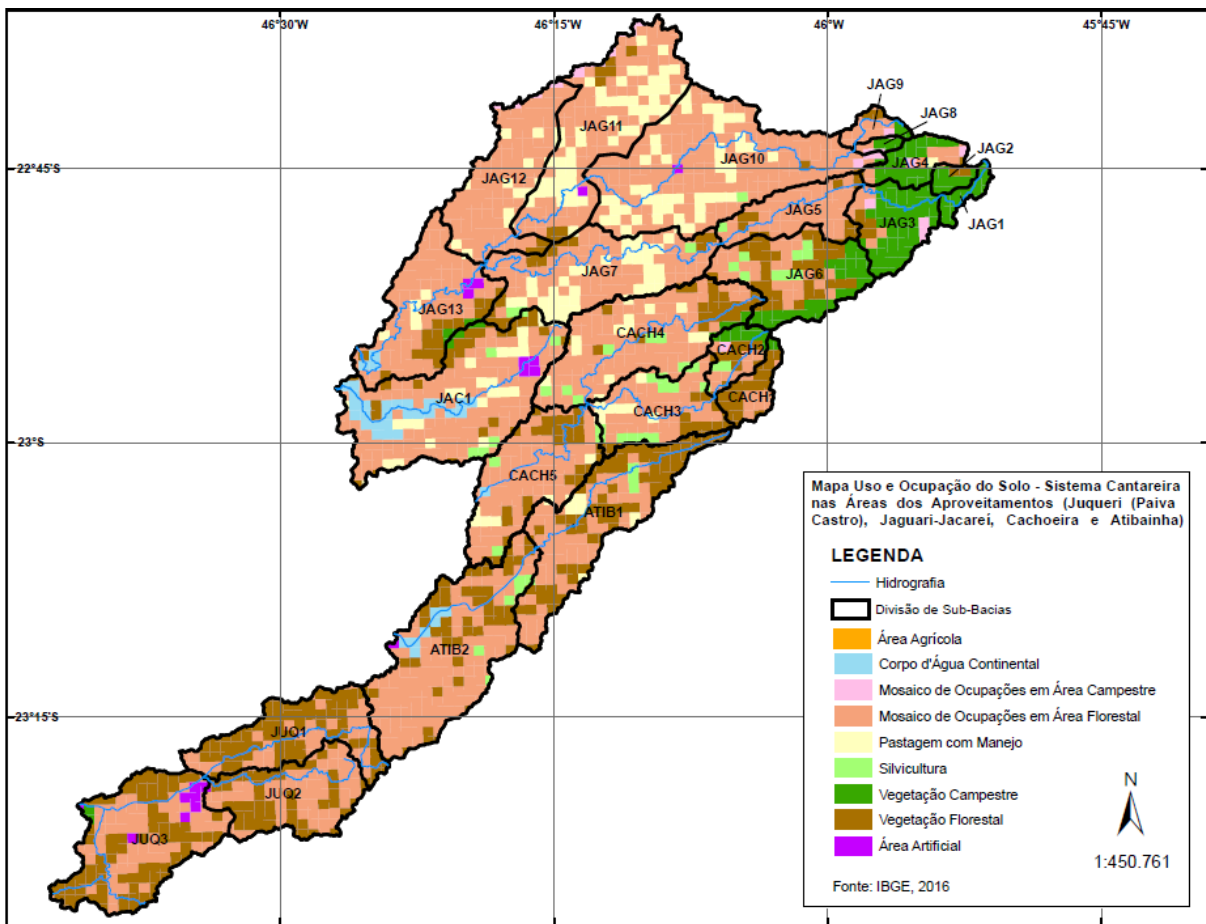 46°30'W 46°15'W 46°W 45°45'W
JAG9
JAG8
JAG11
JAG2
JAG10
JAG4
22°45'S
JAG12
JAG5
JAG3
JAG1
JAG7
JAG6
JAG13
CACH4
CACH2
JAC1
CACH
CACH3
23°S
CACH5
ATIB1
ATIB2
23°15'S
JUQ1
JUQ2
JUQ3
Mapa Uso e Ocupação do Solo - Sistema Cantareira
nas Áreas dos Aproveitamentos (Juqueri (Paiva
Castro), Jaguari-Jacareí, Cachoeira e Atibainha)
LEGENDA
Hidrografia
Divisão de Sub-Bacias
Área Agrícola
Corpo d'Água Continental
Mosaico de Ocupações em Área Campestre
Mosaico de Ocupações em Área Florestal
Pastagem com Manejo
Silvicultura
Vegetação Campestre
Vegetação Florestal
Área Artificial
N
1:450.761
Fonte: IBGE, 2016